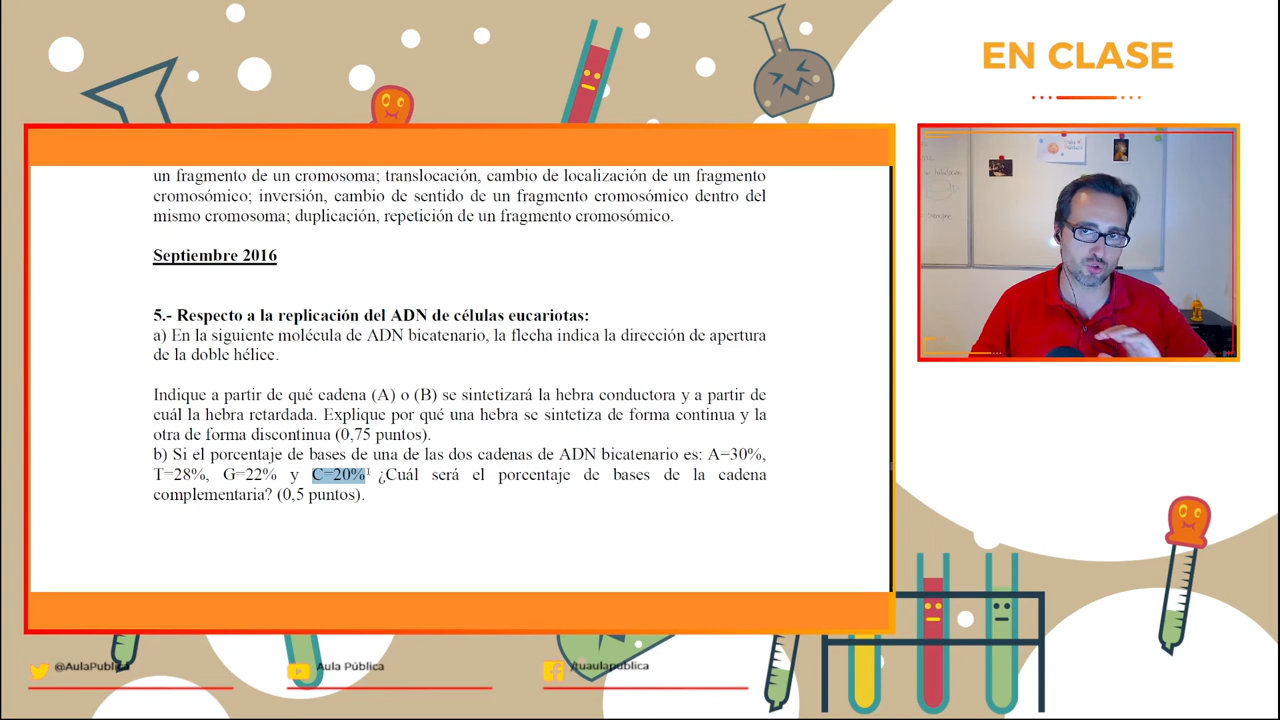 EN CLASE
un fragmento de un cromosoma; translocación, cambio de localización de un fragmento
cromosómico; inversión, cambio de sentido de un fragmento cromosómico dentro del
mismo cromosoma; duplicación, repetición de un fragmento cromosómico.
Septiembre 2016
5.- Respecto a la replicación del ADN de células eucariotas:
a) En la siguiente molécula de ADN bicatenario, la flecha indica la dirección de apertura
de la doble hélice.
Indique a partir de qué cadena (A) o (B) se sintetizará la hebra conductora y a partir de
cuál la hebra retardada. Explique por qué una hebra se sintetiza de forma continua y la
otra de forma discontinua (0,75 puntos).
b) Si el porcentaje de bases de una de las dos cadenas de ADN bicatenario es: A=30%,
T=28%, G=22% y C=20% ¿Cuál será el porcentaje de bases de la cadena
complementaria? (0,5 puntos).
@AulaPublica
Aula Pública
/tuaulapublica